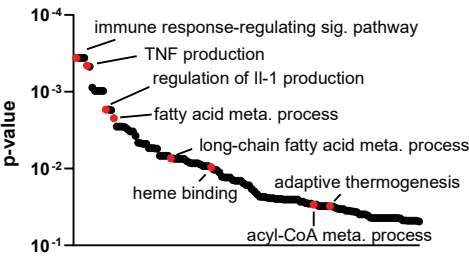 10⁻⁴
immune response-regulating sig. pathway
TNF production
regulation of Il-1 production
10⁻³
fatty acid meta. process
long-chain fatty acid meta. process
10⁻²
heme binding
adaptive thermogenesis
acyl-CoA meta. process
10⁻¹
p-value